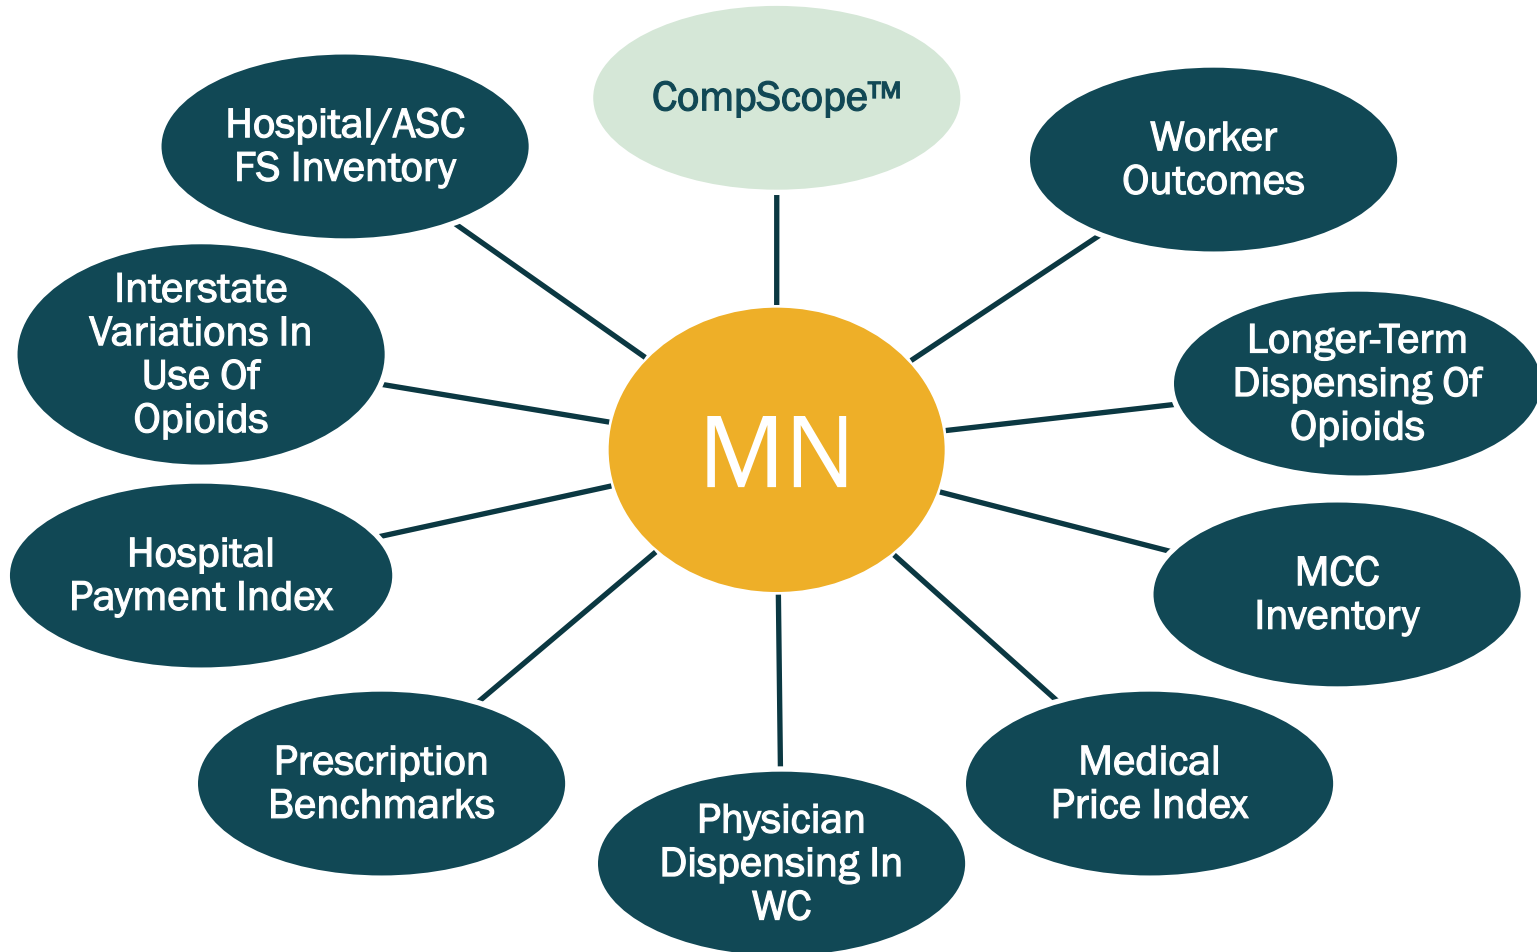 CompScope™
Hospital/ASC
FS Inventory
Worker
Outcomes
Interstate
Variations In
Use Of
Opioids
Longer-Term
Dispensing Of
Opioids
MN
Hospital
Payment Index
MCC
Inventory
Prescription
Benchmarks
Medical
Price Index
Physician
Dispensing In
WC